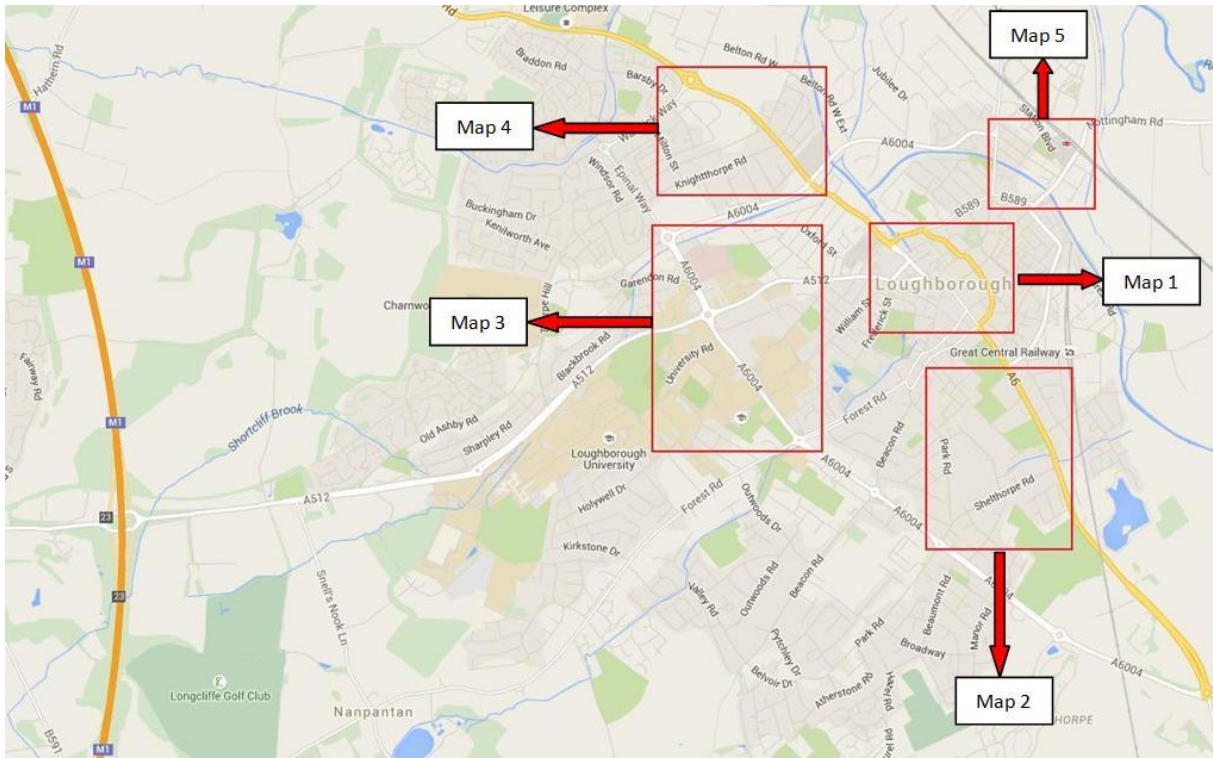 Leisure Complex
Hathern Rd
Braddon Rd
Belton Rd W
Barsby Dr
Jubilee Dr
Belton Rd W Ext
Map 5
M1
Map 4
Milton St
Station Blvd
Nottingham Rd
A6004
Windsor Rd
Epinal Way
Knightthorpe Rd
Buckingham Dr
Kenilworth Ave
A6004
B589
B589
Oxford St
M1
Garendon Rd
A6004
A512
Loughborough
Map 1
Map 3
William St
Frederick St
Fairway Rd
Blackbrook Rd
A512
University Rd
A6004
Great Central Railway
A6
Forest Rd
M1
Shortcliff Brook
Old Ashby Rd
Sharpley Rd
Loughborough
University
Beacon Rd
Park Rd
Shelthorpe Rd
A512
23
Holywell Dr
Forest Rd
Outwoods Dr
A6004
Kirkstone Dr
23
Snell's Nook Ln
Valley Rd
Outwoods Rd
Beacon Rd
A6004
Beaumont Rd
Manor Rd
Park Rd
Broadway
Pytchley Dr
Belvoir Dr
Atherstone Rd
Hazel Rd
A6004
Longcliffe Golf Club
Nanpantan
Map 2
B591